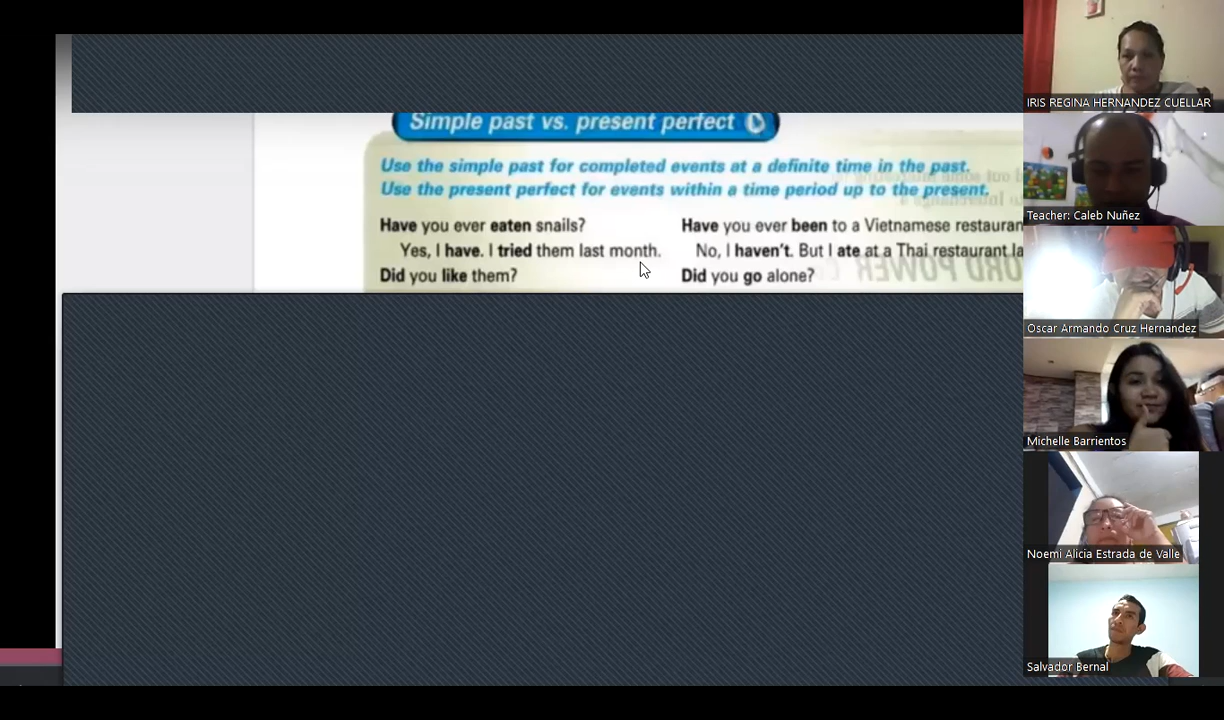 Simple past vs. present perfect
Use the simple past for completed events at a definite time in the past.
Use the present perfect for events within a time period up to the present.
Have you ever eaten snails?
Yes, I have. I tried them last month.
Did you like them?
Have you ever been to a Vietnamese
No, I haven't. But I ate at a Thai restaurant
Did you go alone?
IRIS REGINA HERNANDEZ CUELLAR
Teacher: Caleb Nuñez
Oscar Armando Cruz Hernandez
Michelle Barrientos
Noemi Alicia Estrada de Valle
Salvador Bernal